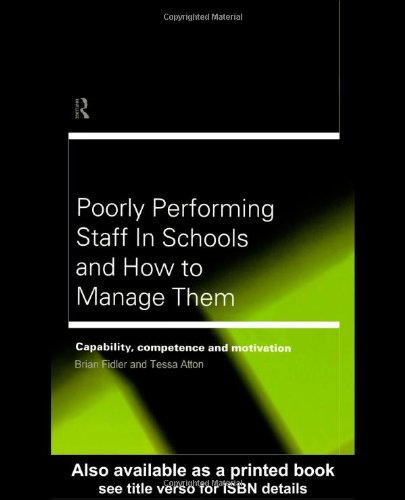 Copyrighted Material
Poorly Performing
Staff In Schools
and How to
Manage Them
Capability, competence and motivation
Brian Fidler and Tessa Atton
Copyrighted Material
Also available as a printed book
see title verso for ISBN details